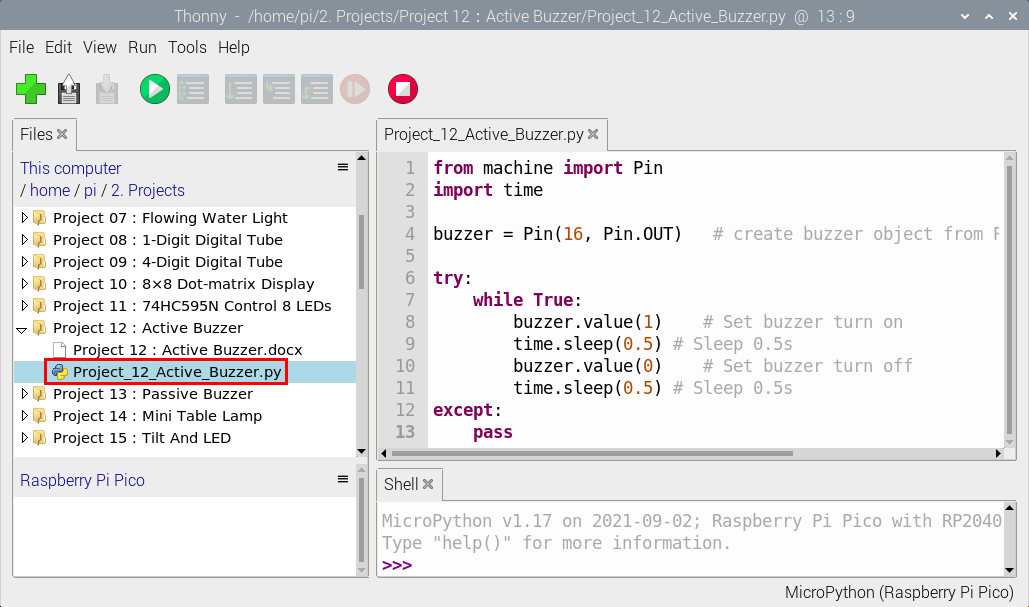 Thonny - /home/pi/2. Projects/Project 12 : Active Buzzer/Project_12_Active_Buzzer.py @ 13 : 9
File Edit View Run Tools Help
Files
This computer
/ home / pi / 2. Projects
Project 07 : Flowing Water Light
Project 08 : 1-Digit Digital Tube
Project 09 : 4-Digit Digital Tube
Project 10 : 8×8 Dot-matrix Display
Project 11 : 74HC595N Control 8 LEDs
Project 12 : Active Buzzer
Project 12 : Active Buzzer.docx
Project_12_Active_Buzzer.py
Project 13 : Passive Buzzer
Project 14 : Mini Table Lamp
Project 15 : Tilt And LED
Raspberry Pi Pico
Project_12_Active_Buzzer.py
1 from machine import Pin
2 import time
3
4 buzzer = Pin(16, Pin.OUT)   # create buzzer object from
5
6 try:
7     while True:
8         buzzer.value(1)    # Set buzzer turn on
9         time.sleep(0.5) # Sleep 0.5s
10         buzzer.value(0)    # Set buzzer turn off
11         time.sleep(0.5) # Sleep 0.5s
12 except:
13     pass
Shell
MicroPython v1.17 on 2021-09-02; Raspberry Pi Pico with RP2040
Type "help()" for more information.
>>>
MicroPython (Raspberry Pi Pico)